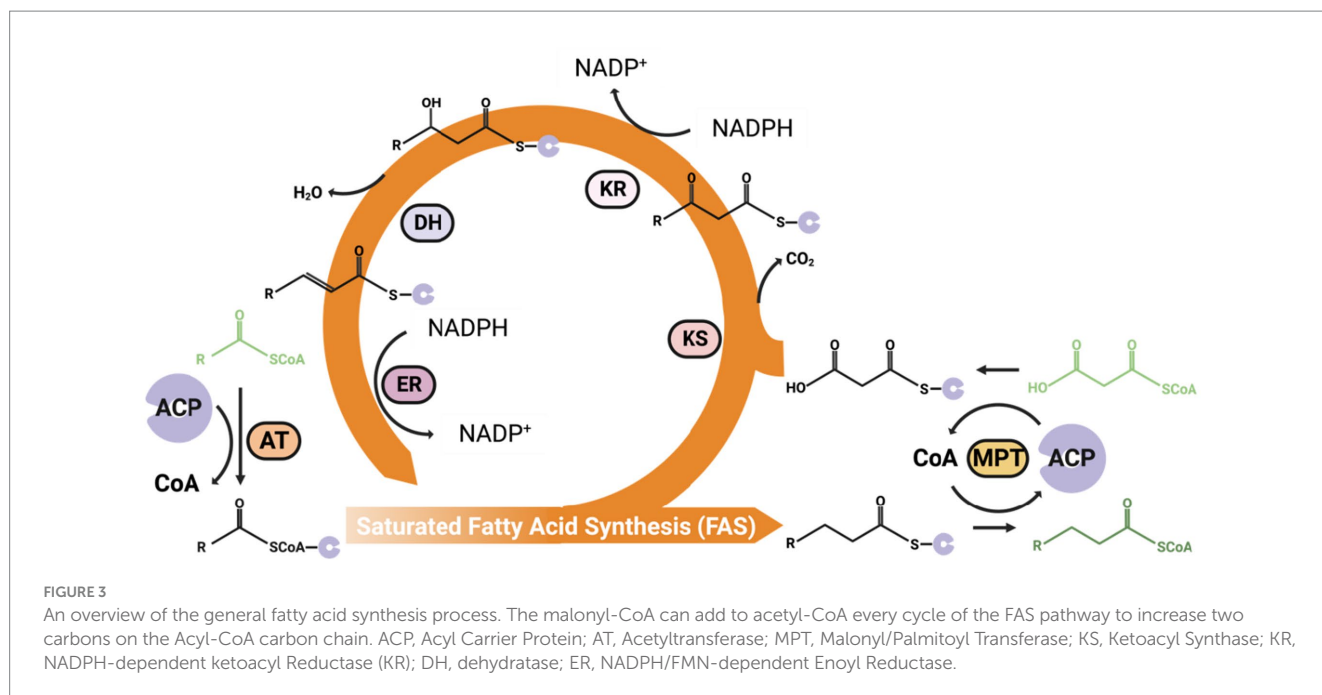 NADP+
NADPH
OH
O
R
S
C
H₂O
DH
KR
O
O
R
S
C
CO₂
O
R
S
C
NADPH
ER
NADP+
KS
O
R
SCoA
ACP
AT
CoA
O
R
SCoA
C
Saturated Fatty Acid Synthesis (FAS)
O
O
HO
S
C
O
O
HO
SCoA
CoA
MPT
ACP
O
R
S
C
O
R
SCoA
FIGURE 3
An overview of the general fatty acid synthesis process. The malonyl-CoA can add to acetyl-CoA every cycle of the FAS pathway to increase two
carbons on the Acyl-CoA carbon chain. ACP, Acyl Carrier Protein; AT, Acetyltransferase; MPT, Malonyl/Palmitoyl Transferase; KS, Ketoacyl Synthase; KR,
NADPH-dependent ketoacyl Reductase (KR); DH, dehydratase; ER, NADPH/FMN-dependent Enoyl Reductase.